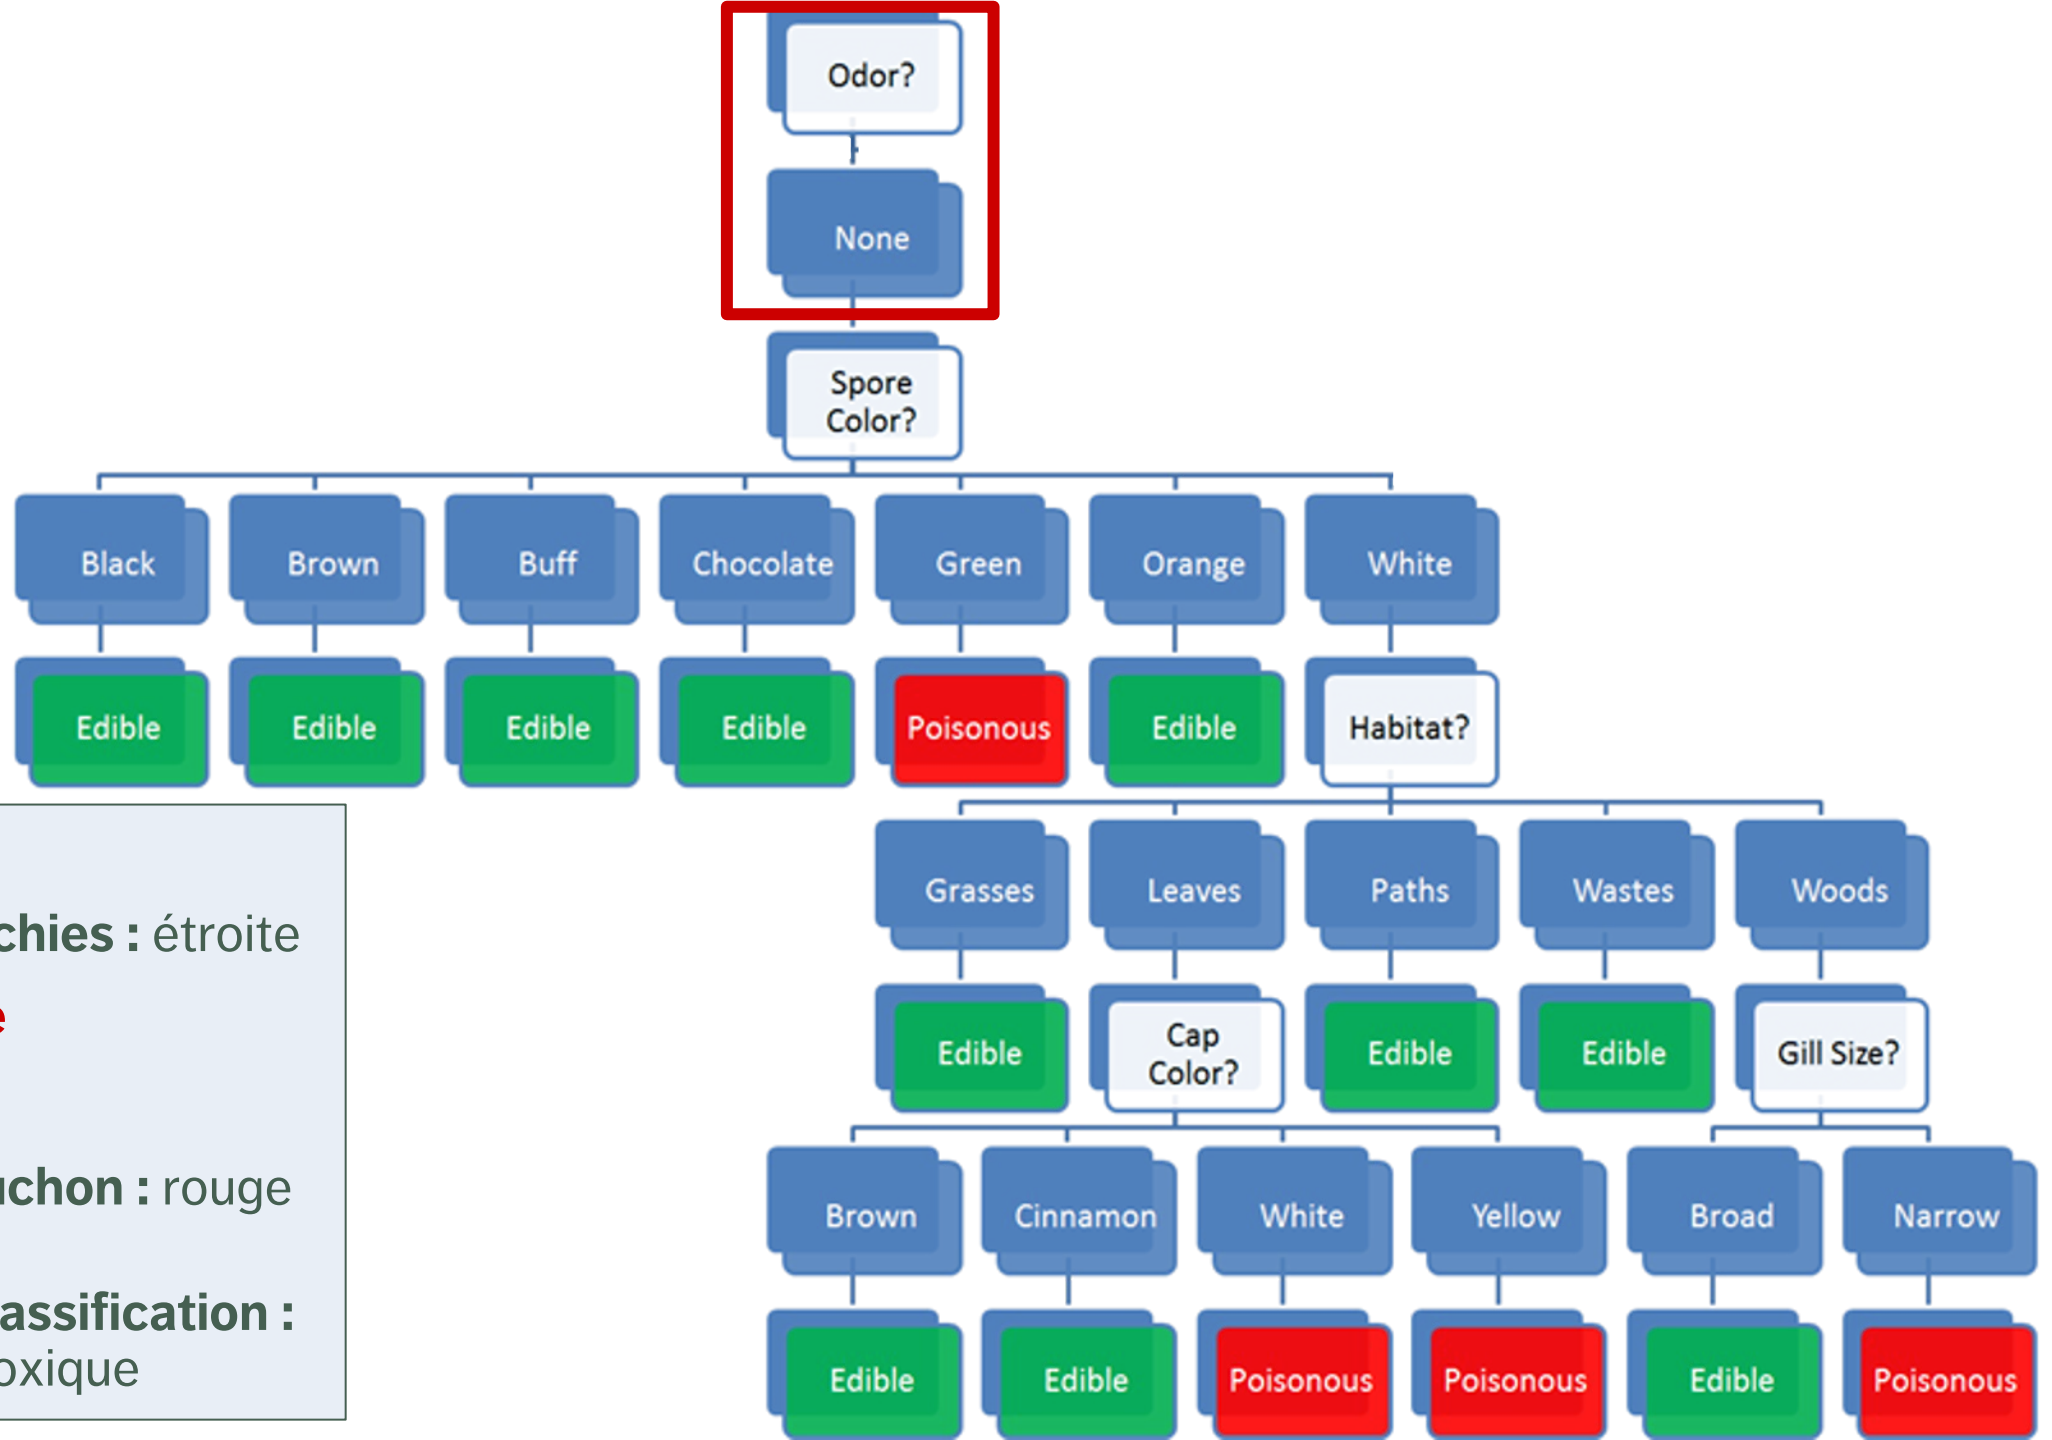 Odor?
None
Spore
Color?
Black Brown Buff Chocolate Green Orange White
Edible Edible Edible Edible Poisonous Edible Habitat?
Grasses Leaves Paths Wastes Woods
Edible Cap Color? Edible Edible Gill Size?
Brown Cinnamon White Yellow Broad Narrow
Edible Edible Poisonous Poisonous Edible Poisonous
chies : étroite
e
uchon : rouge
assification :
oxique